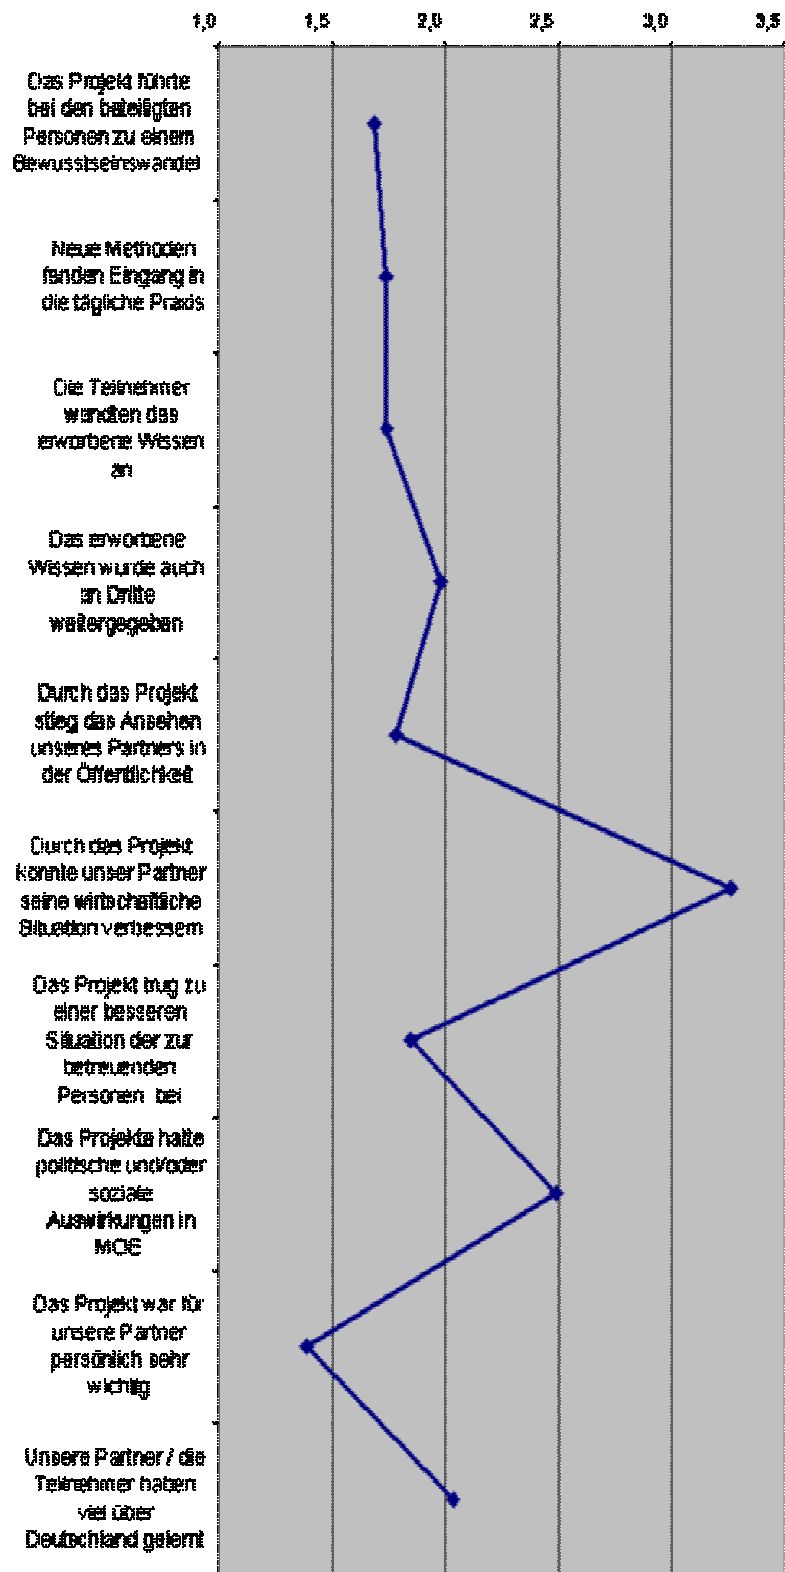 1,0 1,5 2,0 2,5 3,0 3,5
Das Projekt führte
bei den beteiligten
Personen zu einem
Bewusstseinswandel
Neue Methoden
fanden Eingang in
die tägliche Praxis
Die Teilnehmer
wandten das
erworbene Wissen
an
Das erworbene
Wissen wurde auch
an Dritte
weitergegeben
Durch das Projekt
stieg das Ansehen
unseres Partners in
der Öffentlichkeit
Durch das Projekt
konnte unser Partner
seine wirtschaftliche
Situation verbessern
Das Projekt trug zu
einer besseren
Situation der zur
betreuenden
Personen bei
Das Projekte hatte
politische und/oder
soziale
Auswirkungen in
MOE
Das Projekt war für
unsere Partner
persönlich sehr
wichtig
Unsere Partner / die
Teilnehmer haben
viel über
Deutschland gelernt